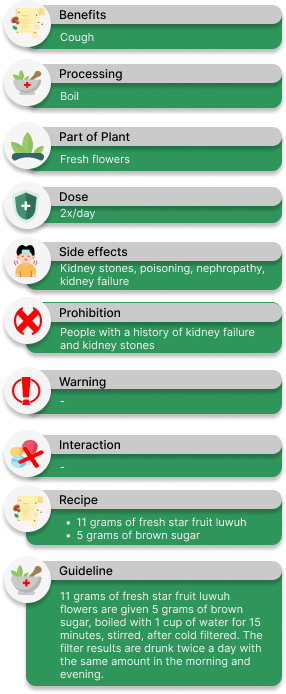 Benefits
Cough
Processing
Boil
Part of Plant
Fresh flowers
Dose
2x/day
Side effects
Kidney stones, poisoning, nephropathy,
kidney failure
Prohibition
People with a history of kidney failure
and kidney stones
Warning
-
Interaction
-
Recipe
• 11 grams of fresh star fruit luwuh
• 5 grams of brown sugar
Guideline
11 grams of fresh star fruit luwuh
flowers are given 5 grams of brown
sugar, boiled with 1 cup of water for 15
minutes, stirred, after cold filtered. The
filter results are drunk twice a day with
the same amount in the morning and
evening.